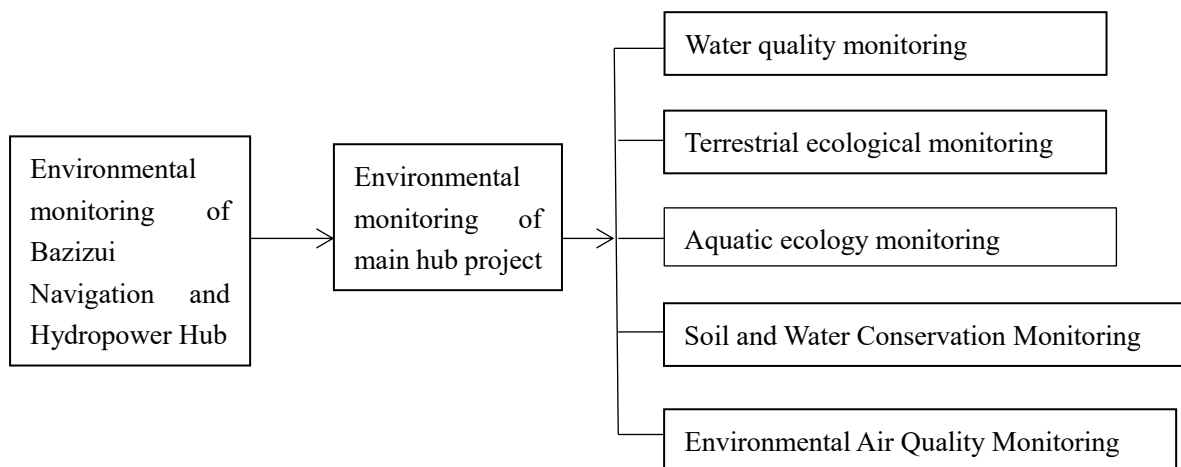 Environmental
monitoring of
Bazizui
Navigation and
Hydropower Hub
Environmental
monitoring of
main hub project
Water quality monitoring
Terrestrial ecological monitoring
Aquatic ecology monitoring
Soil and Water Conservation Monitoring
Environmental Air Quality Monitoring